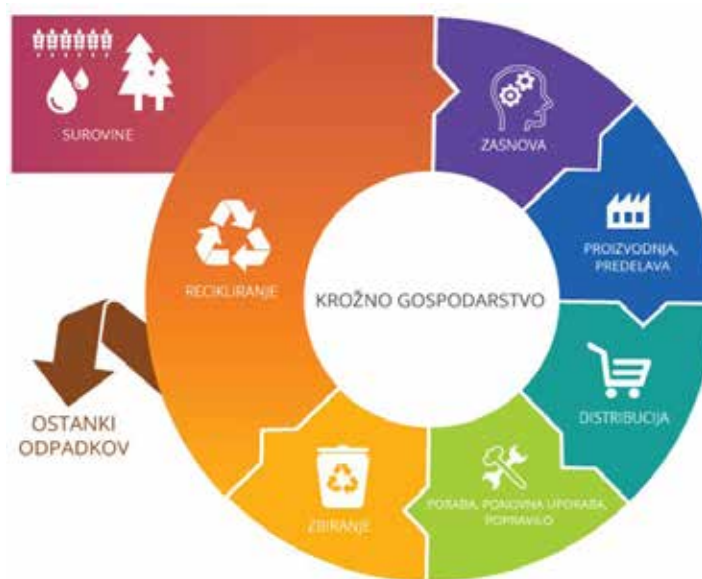 SUROVINE
ZASNOVA
PROIZVODNJA,
PREDELAVA
DISTRIBUCIJA
PORABA, PONOVNA UPORABA,
POPRAVILO
ZBIRANJE
RECIKLIRANJE
KROŽNO GOSPODARSTVO
OSTANKI
ODPADKOV